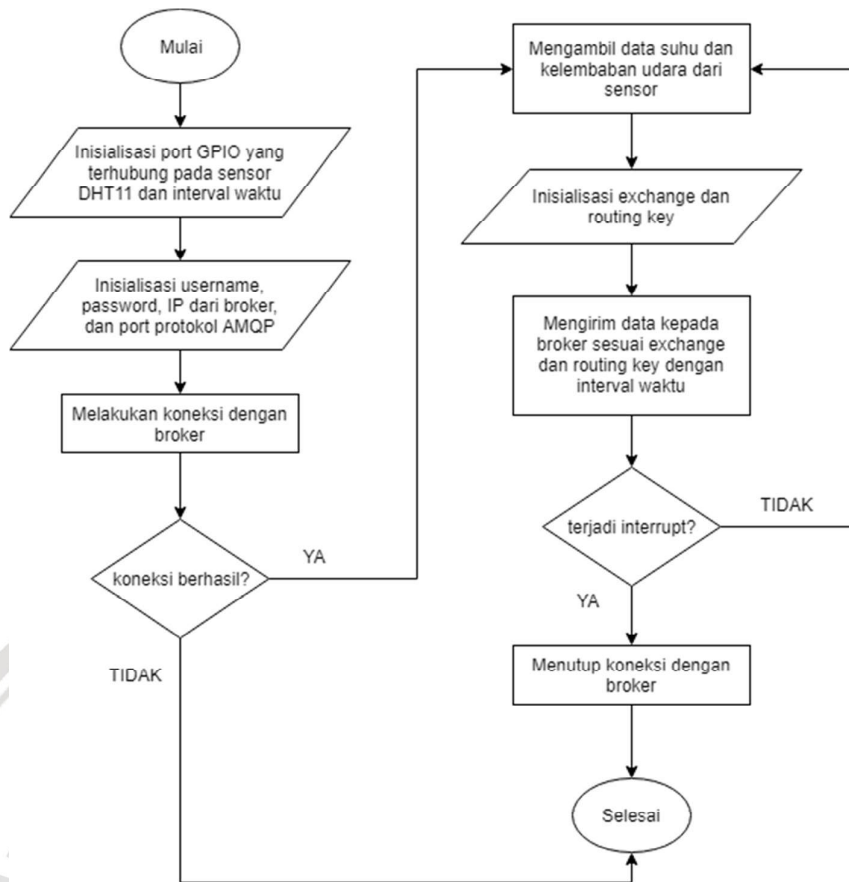 Mulai
Inisialisasi port GPIO yang
terhubung pada sensor
DHT11 dan interval waktu
Inisialisasi username,
password, IP dari broker,
dan port protokol AMQP
Melakukan koneksi dengan
broker
koneksi berhasil?
YA
TIDAK
Mengambil data suhu dan
kelembaban udara dari
sensor
Inisialisasi exchange dan
routing key
Mengirim data kepada
broker sesuai exchange
dan routing key dengan
interval waktu
terjadi interrupt?
TIDAK
YA
Menutup koneksi dengan
broker
Selesai